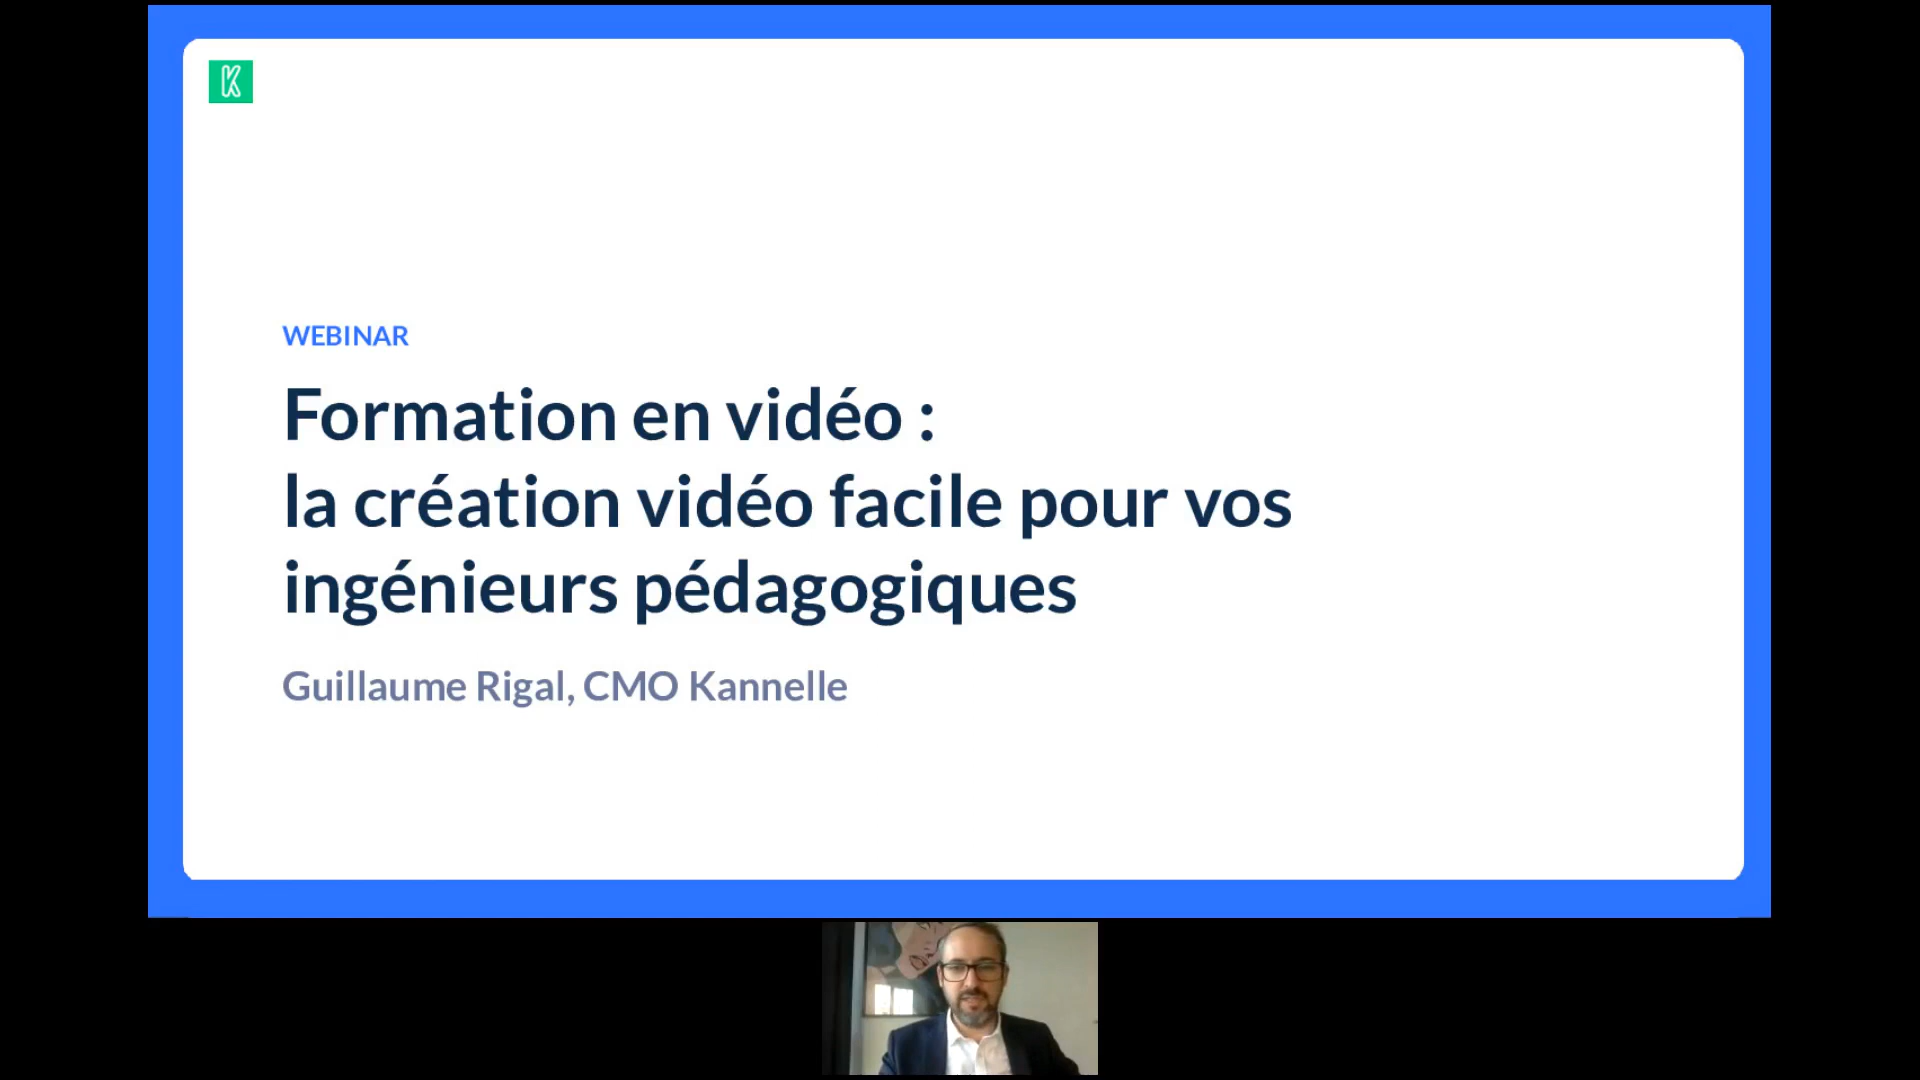 K
WEBINAR
Formation en vidéo :
la création vidéo facile pour vos
ingénieurs pédagogiques
Guillaume Rigal, CMO Kannelle